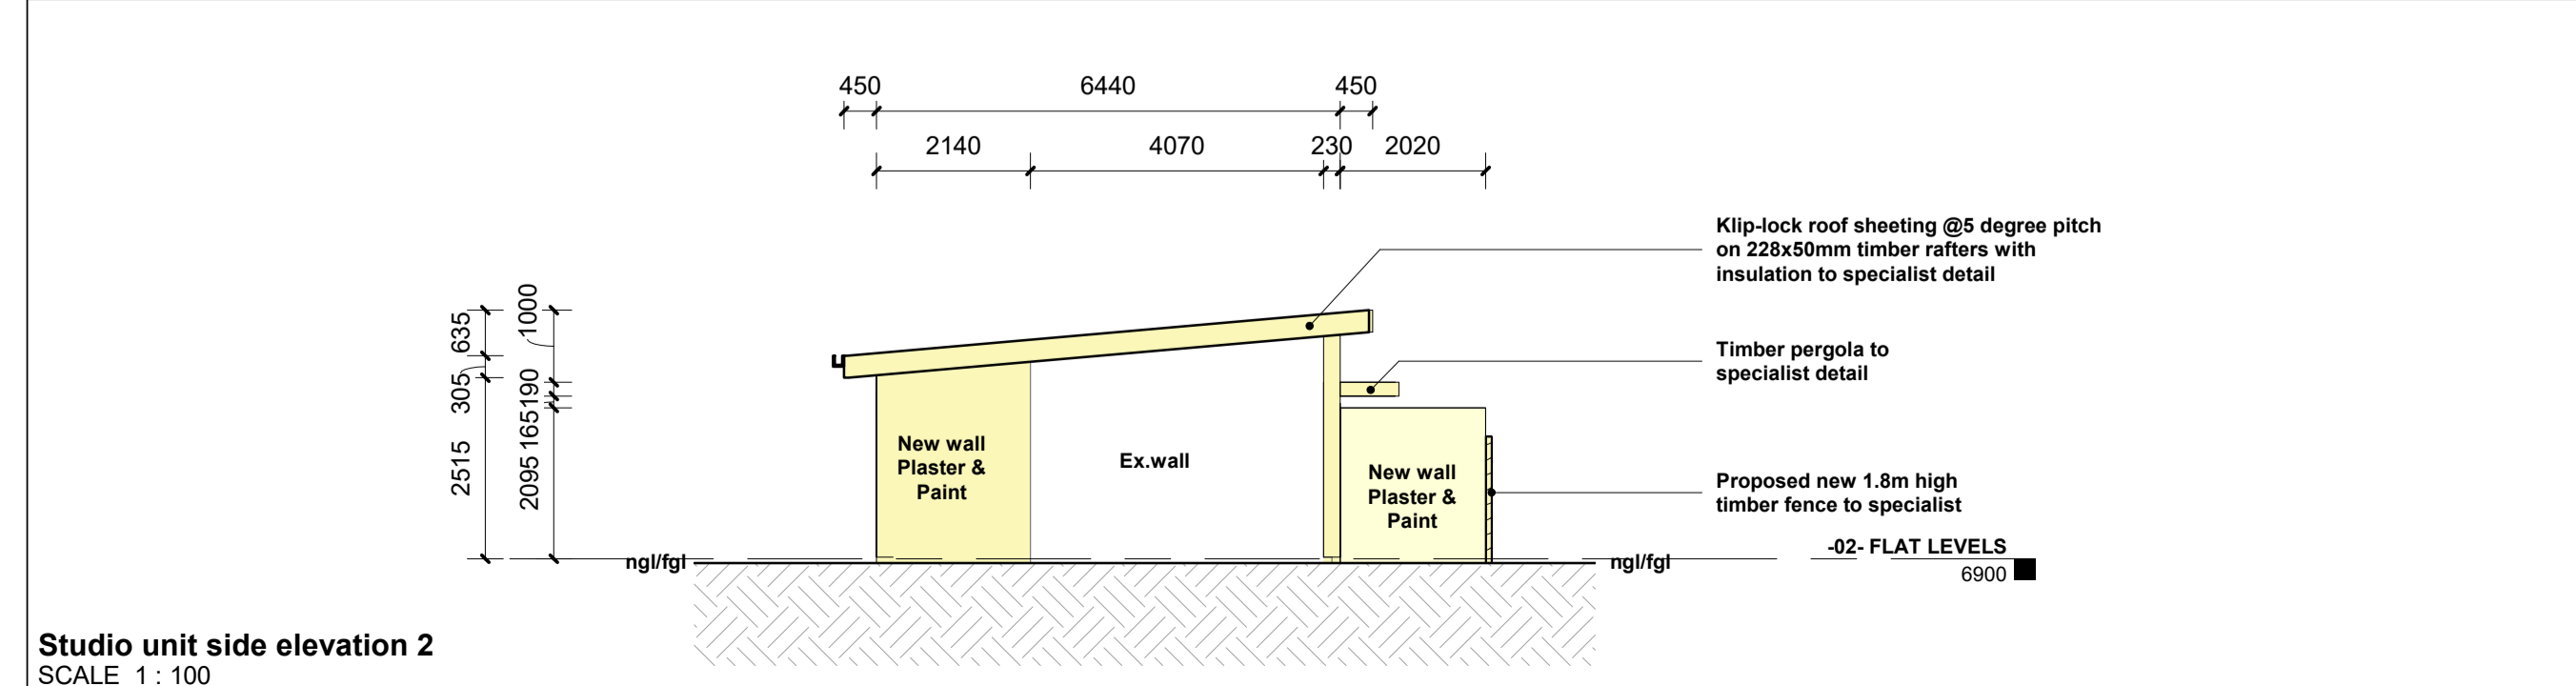 450 6440 450
2140 4070 230 2020
Klip-lock roof sheeting @5 degree pitch
on 228x50mm timber rafters with
insulation to specialist detail
635 1000
Timber pergola to
specialist detail
305 190
165
New wall
Plaster &
Paint
Ex.wall
New wall
Plaster &
Paint
2515 2095
Proposed new 1.8m high
timber fence to specialist
-02- FLAT LEVELS
6900
ngl/fgl
ngl/fgl
Studio unit side elevation 2
SCALE 1 : 100